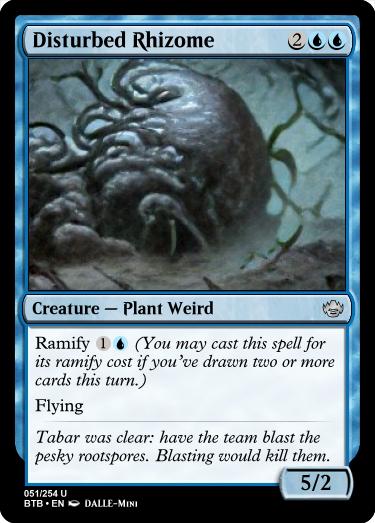 Disturbed Rhizome 2
Creature — Plant Weird
Ramify 1 (You may cast this spell for
its ramify cost if you've drawn two or more
cards this turn.)
Flying
Tabar was clear: have the team blast the
pesky rootspores. Blasting would kill them.
5/2
051/254 U
BTB • EN DALLE-Mini